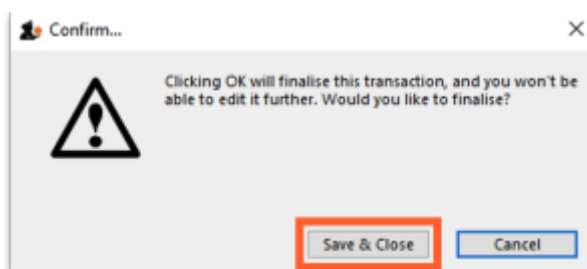 Confirm...
Clicking OK will finalise this transaction, and you won't be
able to edit it further. Would you like to finalise?
Save & Close
Cancel